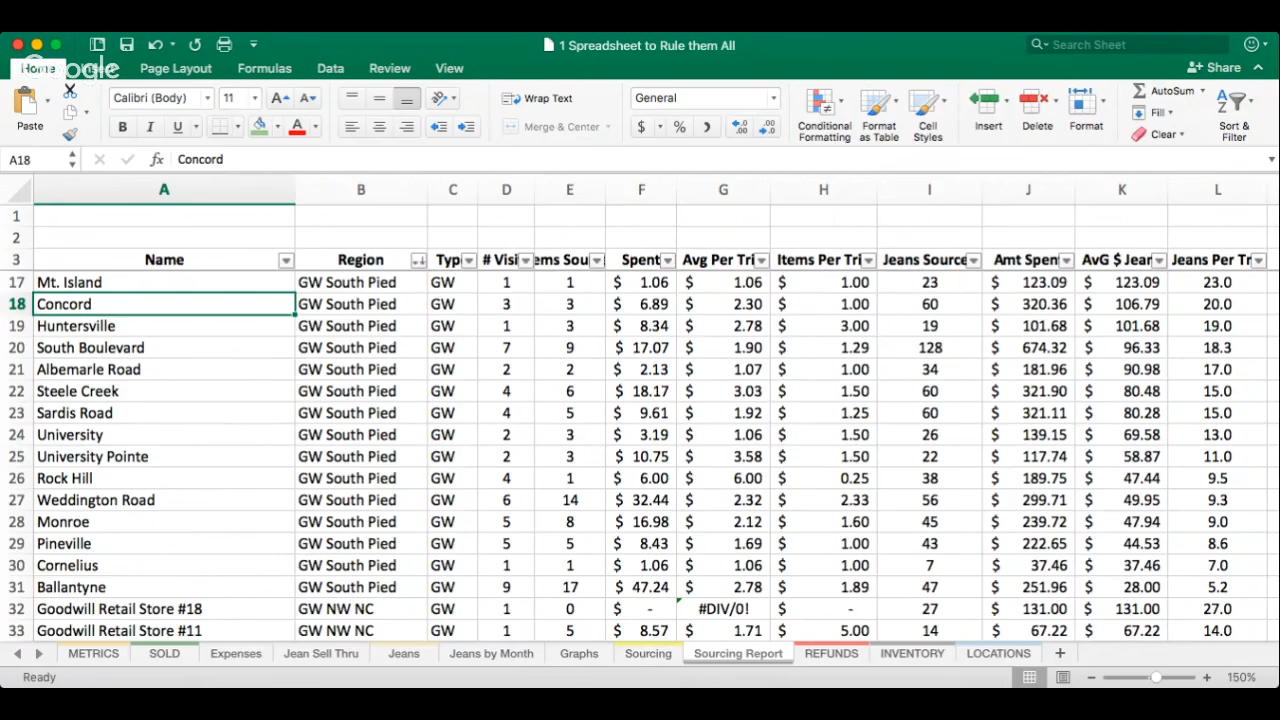 1 Spreadsheet to Rule them All
Search Sheet
Google
Home Insert Page Layout Formulas Data Review View
Share
Paste
Calibri (Body) 11 A A
B I U A
Wrap Text
Merge & Center
General
$ % ) .0 .00 .00 .0
Conditional Formatting
Format as Table
Cell Styles
Insert
Delete
Format
AutoSum
Fill
Clear
Sort & Filter
A18 fx Concord
A B C D E F G H I J K L
1
2
3 Name Region Typ # Visi ems Sou Spent Avg Per Tri Items Per Tri Jeans Source Amt Spen AvG $ Jear Jeans Per Tr
17 Mt. Island GW South Pied GW 1 1 $ 1.06 $ 1.06 $ 1.00 23 $ 123.09 $ 123.09 23.0
18 Concord GW South Pied GW 3 3 $ 6.89 $ 2.30 $ 1.00 60 $ 320.36 $ 106.79 20.0
19 Huntersville GW South Pied GW 1 3 $ 8.34 $ 2.78 $ 3.00 19 $ 101.68 $ 101.68 19.0
20 South Boulevard GW South Pied GW 7 9 $ 17.07 $ 1.90 $ 1.29 128 $ 674.32 $ 96.33 18.3
21 Albemarle Road GW South Pied GW 2 2 $ 2.13 $ 1.07 $ 1.00 34 $ 181.96 $ 90.98 17.0
22 Steele Creek GW South Pied GW 4 6 $ 18.17 $ 3.03 $ 1.50 60 $ 321.90 $ 80.48 15.0
23 Sardis Road GW South Pied GW 4 5 $ 9.61 $ 1.92 $ 1.25 60 $ 321.11 $ 80.28 15.0
24 University GW South Pied GW 2 3 $ 3.19 $ 1.06 $ 1.50 26 $ 139.15 $ 69.58 13.0
25 University Pointe GW South Pied GW 2 3 $ 10.75 $ 3.58 $ 1.50 22 $ 117.74 $ 58.87 11.0
26 Rock Hill GW South Pied GW 4 1 $ 6.00 $ 6.00 $ 0.25 38 $ 189.75 $ 47.44 9.5
27 Weddington Road GW South Pied GW 6 14 $ 32.44 $ 2.32 $ 2.33 56 $ 299.71 $ 49.95 9.3
28 Monroe GW South Pied GW 5 8 $ 16.98 $ 2.12 $ 1.60 45 $ 239.72 $ 47.94 9.0
29 Pineville GW South Pied GW 5 5 $ 8.43 $ 1.69 $ 1.00 43 $ 222.65 $ 44.53 8.6
30 Cornelius GW South Pied GW 1 1 $ 1.06 $ 1.06 $ 1.00 7 $ 37.46 $ 37.46 7.0
31 Ballantyne GW South Pied GW 9 17 $ 47.24 $ 2.78 $ 1.89 47 $ 251.96 $ 28.00 5.2
32 Goodwill Retail Store #18 GW NW NC GW 1 0 $ - #DIV/0! $ - 27 $ 131.00 $ 131.00 27.0
33 Goodwill Retail Store #11 GW NW NC GW 1 5 $ 8.57 $ 1.71 $ 5.00 14 $ 67.22 $ 67.22 14.0
METRICS SOLD Expenses Jean Sell Thru Jeans Jeans by Month Graphs Sourcing Sourcing Report REFUNDS INVENTORY LOCATIONS +
Ready
150%